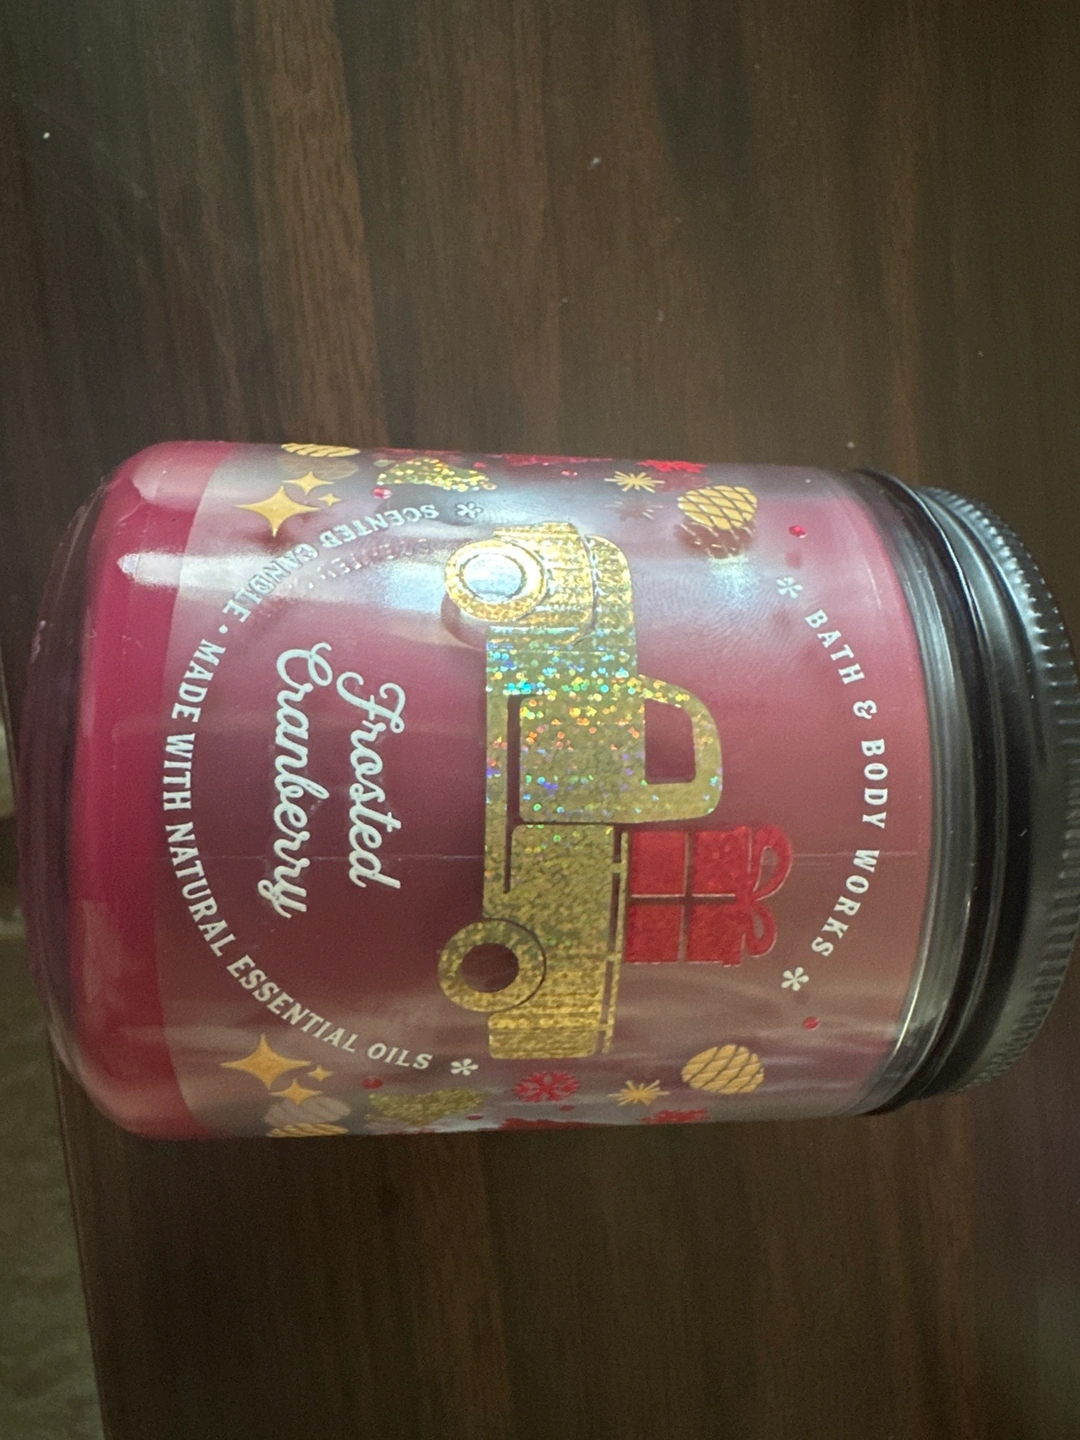 BATH & BODY WORKS
Frosted
Cranberry
SCENTED CANDLE • MADE WITH NATURAL ESSENTIAL OILS